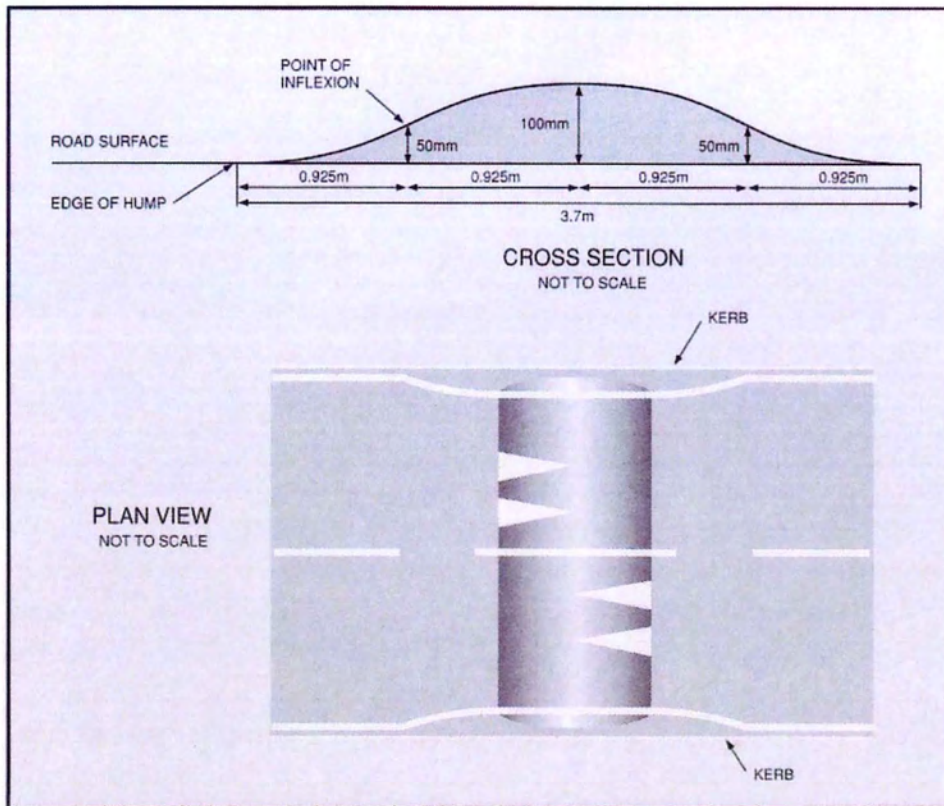 POINT OF
INFLEXION
ROAD SURFACE
100mm
50mm
50mm
0.925m
0.925m
0.925m
0.925m
EDGE OF HUMP
3.7m
CROSS SECTION
NOT TO SCALE
KERB
PLAN VIEW
NOT TO SCALE
KERB